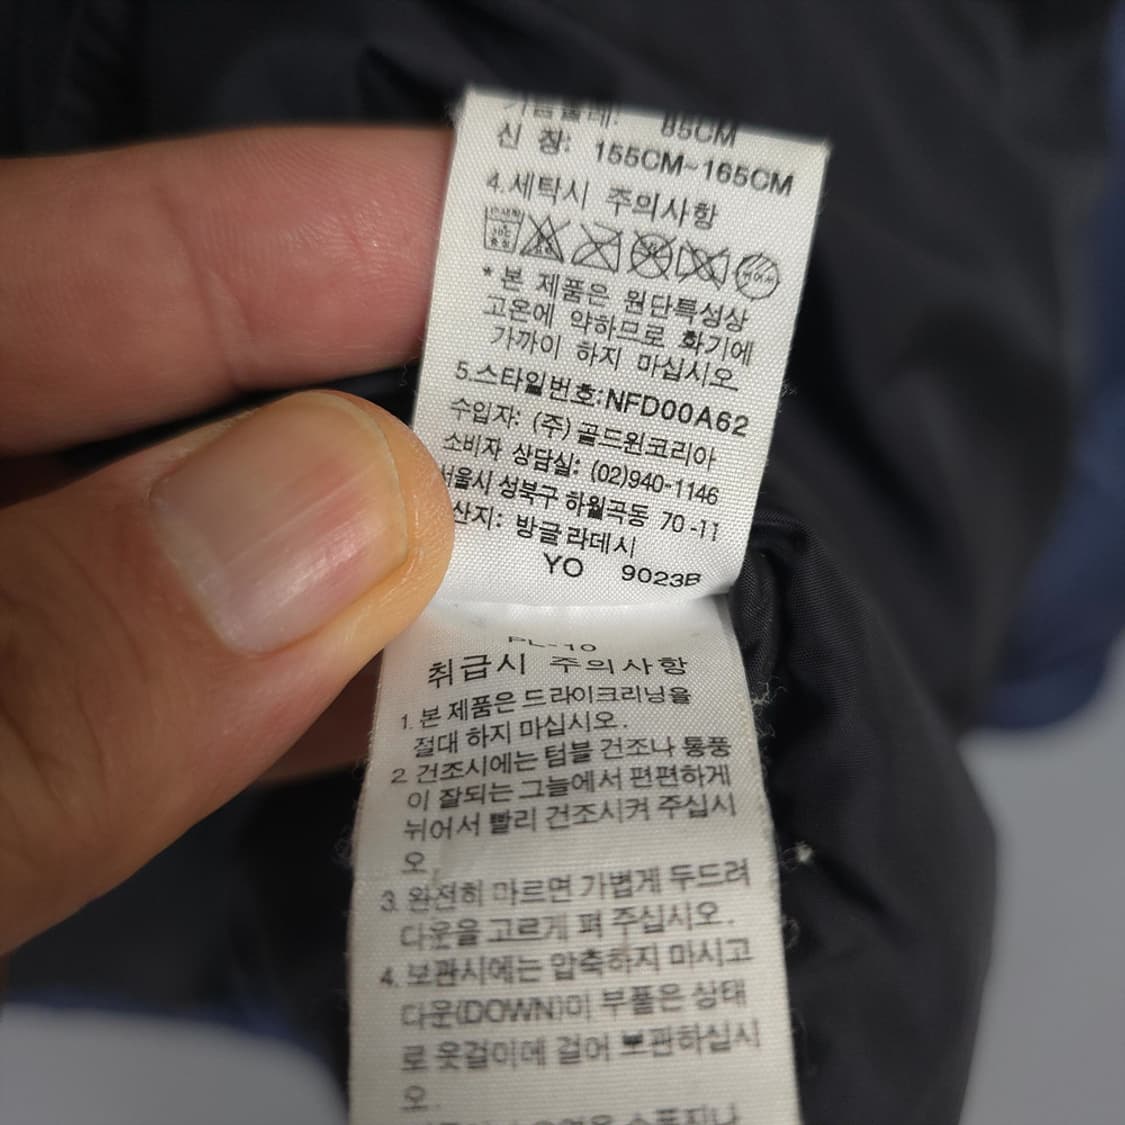 가슴둘레: 85CM
신 장: 155CM~165CM
4.세탁시 주의사항
* 본 제품은 원단특성상
고온에 약하므로 화기에
가까이 하지 마십시오
5.스타일번호:NFD00A62
수입자: (주) 골드윈코리아
소비자 상담실: (02)940-1146
서울시 성북구 하월곡동 70-11
산지: 방글라데시
YO 9023B
PL-10
취급시 주의사항
1. 본 제품은 드라이크리닝을
절대 하지 마십시오.
2. 건조시에는 텀블 건조나 통풍
이 잘되는 그늘에서 편편하게
뉘어서 빨리 건조시켜 주십시
오.
3. 완전히 마르면 가볍게 두드려
다운을 고르게 펴 주십시오.
4. 보관시에는 압축하지 마시고
다운(DOWN)이 부풀은 상태
로 옷걸이에 걸어 보관하십시
오.